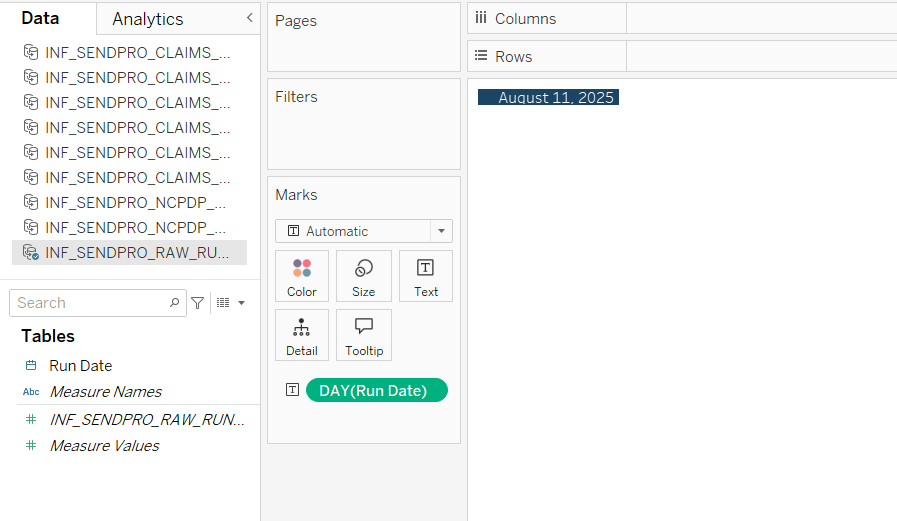 Data
Analytics
INF_SENDPRO_CLAIMS_...
INF_SENDPRO_CLAIMS_...
INF_SENDPRO_CLAIMS_...
INF_SENDPRO_CLAIMS_...
INF_SENDPRO_CLAIMS_...
INF_SENDPRO_CLAIMS_...
INF_SENDPRO_NCPDP_...
INF_SENDPRO_NCPDP_...
INF_SENDPRO_RAW_RU...
Search
Tables
Run Date
Abc Measure Names
# INF_SENDPRO_RAW_RUN...
# Measure Values
Pages
Filters
Marks
T Automatic
Color
Size
T Text
Detail
Tooltip
T DAY(Run Date)
Columns
Rows
August 11, 2025